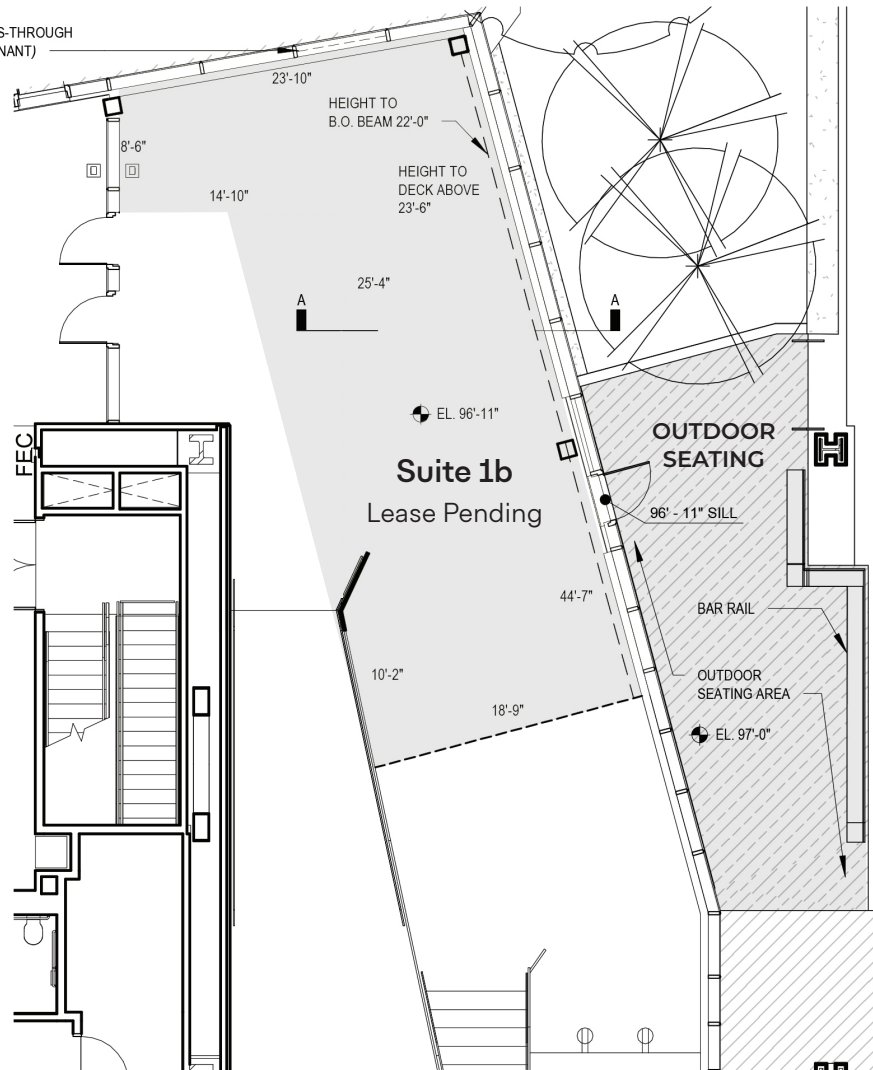 S-THROUGH
NANT)
23'-10"
HEIGHT TO
B.O. BEAM 22'-0"
8'-6"
HEIGHT TO
DECK ABOVE
23'-6"
14'-10"
25'-4"
A
A
EL. 96'-11"
FEC
OUTDOOR
SEATING
Suite 1b
Lease Pending
96' - 11" SILL
44'-7"
BAR RAIL
10'-2"
OUTDOOR
SEATING AREA
18'-9"
EL. 97'-0"